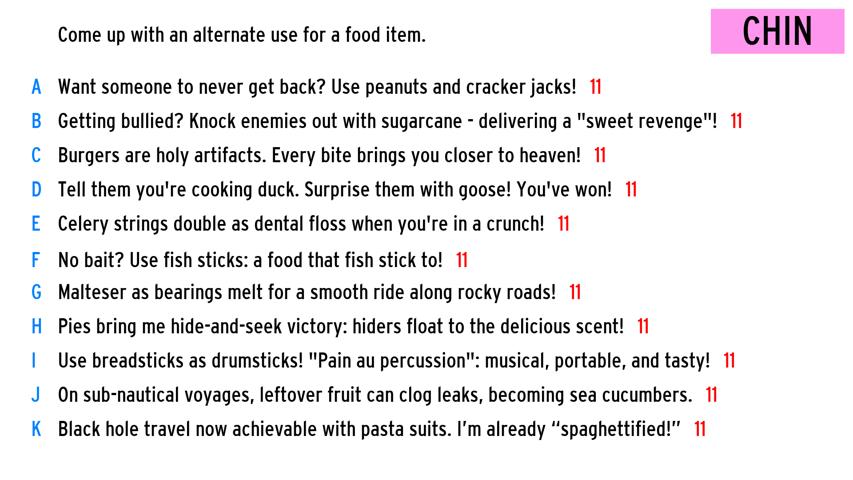 Come up with an alternate use for a food item.
CHIN
A Want someone to never get back? Use peanuts and cracker jacks! 11
B Getting bullied? Knock enemies out with sugarcane - delivering a "sweet revenge"! 11
C Burgers are holy artifacts. Every bite brings you closer to heaven! 11
D Tell them you're cooking duck. Surprise them with goose! You've won! 11
E Celery strings double as dental floss when you're in a crunch! 11
F No bait? Use fish sticks: a food that fish stick to! 11
G Malteser as bearings melt for a smooth ride along rocky roads! 11
H Pies bring me hide-and-seek victory: hiders float to the delicious scent! 11
I Use breadsticks as drumsticks! "Pain au percussion": musical, portable, and tasty! 11
J On sub-nautical voyages, leftover fruit can clog leaks, becoming sea cucumbers. 11
K Black hole travel now achievable with pasta suits. I’m already “spaghettified!” 11